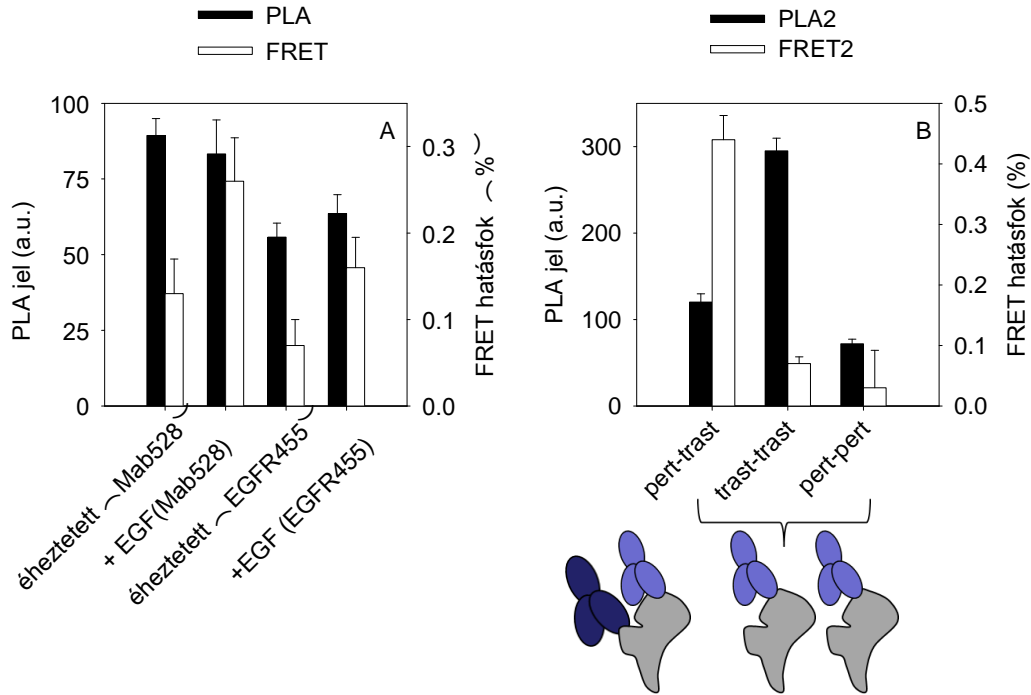 PLA
FRET
PLA2
FRET2
A
100
75
50
25
0
PLA jel (a.u.)
0.3
0.2
0.1
0.0
FRET hatásfok (%)
éheztetett (Mab528)
+ EGF(Mab528)
éheztetett (EGFR455)
+EGF (EGFR455)
B
300
200
100
0
PLA jel (a.u.)
0.5
0.4
0.3
0.2
0.1
0.0
FRET hatásfok (%)
pert-trast
trast-trast
pert-pert